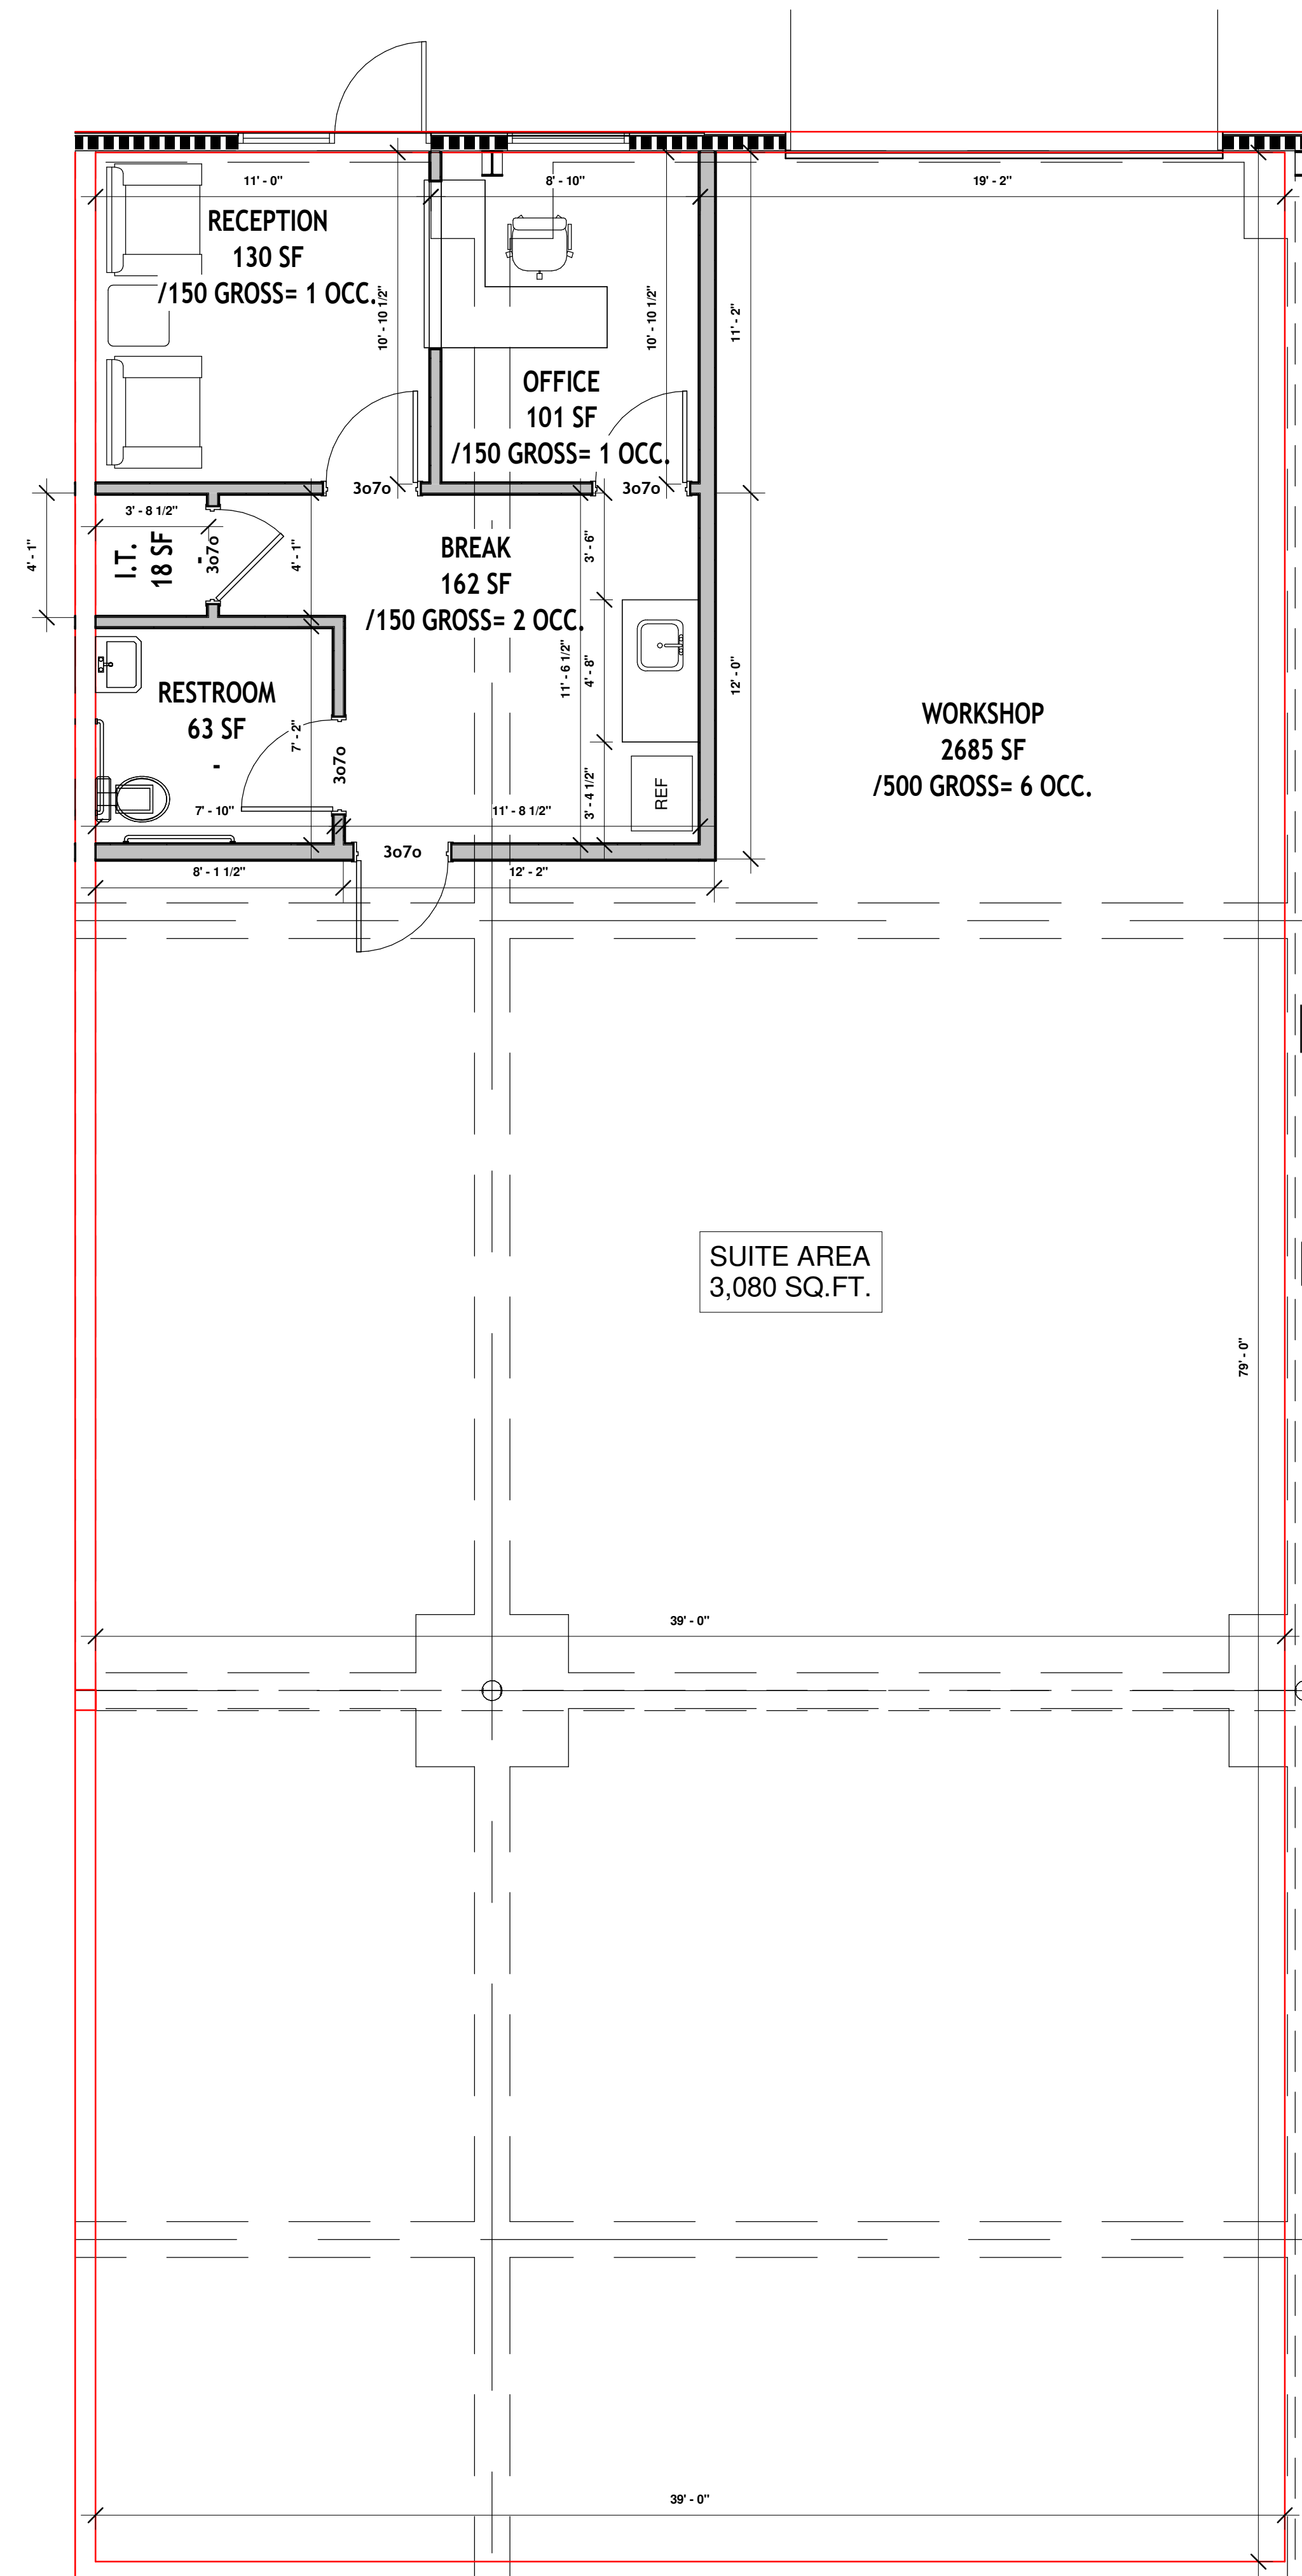 11' - 0"
8' - 10"
19' - 2"
RECEPTION
130 SF
/150 GROSS= 1 OCC.
10' - 10 1/2"
10' - 10 1/2"
11' - 2"
OFFICE
101 SF
/150 GROSS= 1 OCC.
3o7o
3o7o
3' - 8 1/2"
4' - 1"
I.T.
18 SF
-
3o7o
4' - 1"
BREAK
162 SF
/150 GROSS= 2 OCC.
3' - 6"
11' - 6 1/2"
4' - 8"
12' - 0"
RESTROOM
63 SF
-
7' - 2"
3o7o
WORKSHOP
2685 SF
/500 GROSS= 6 OCC.
7' - 10"
11' - 8 1/2"
3' - 4 1/2"
REF
3o7o
8' - 1 1/2"
12' - 2"
SUITE AREA
3,080 SQ.FT.
79' - 0"
39' - 0"
39' - 0"